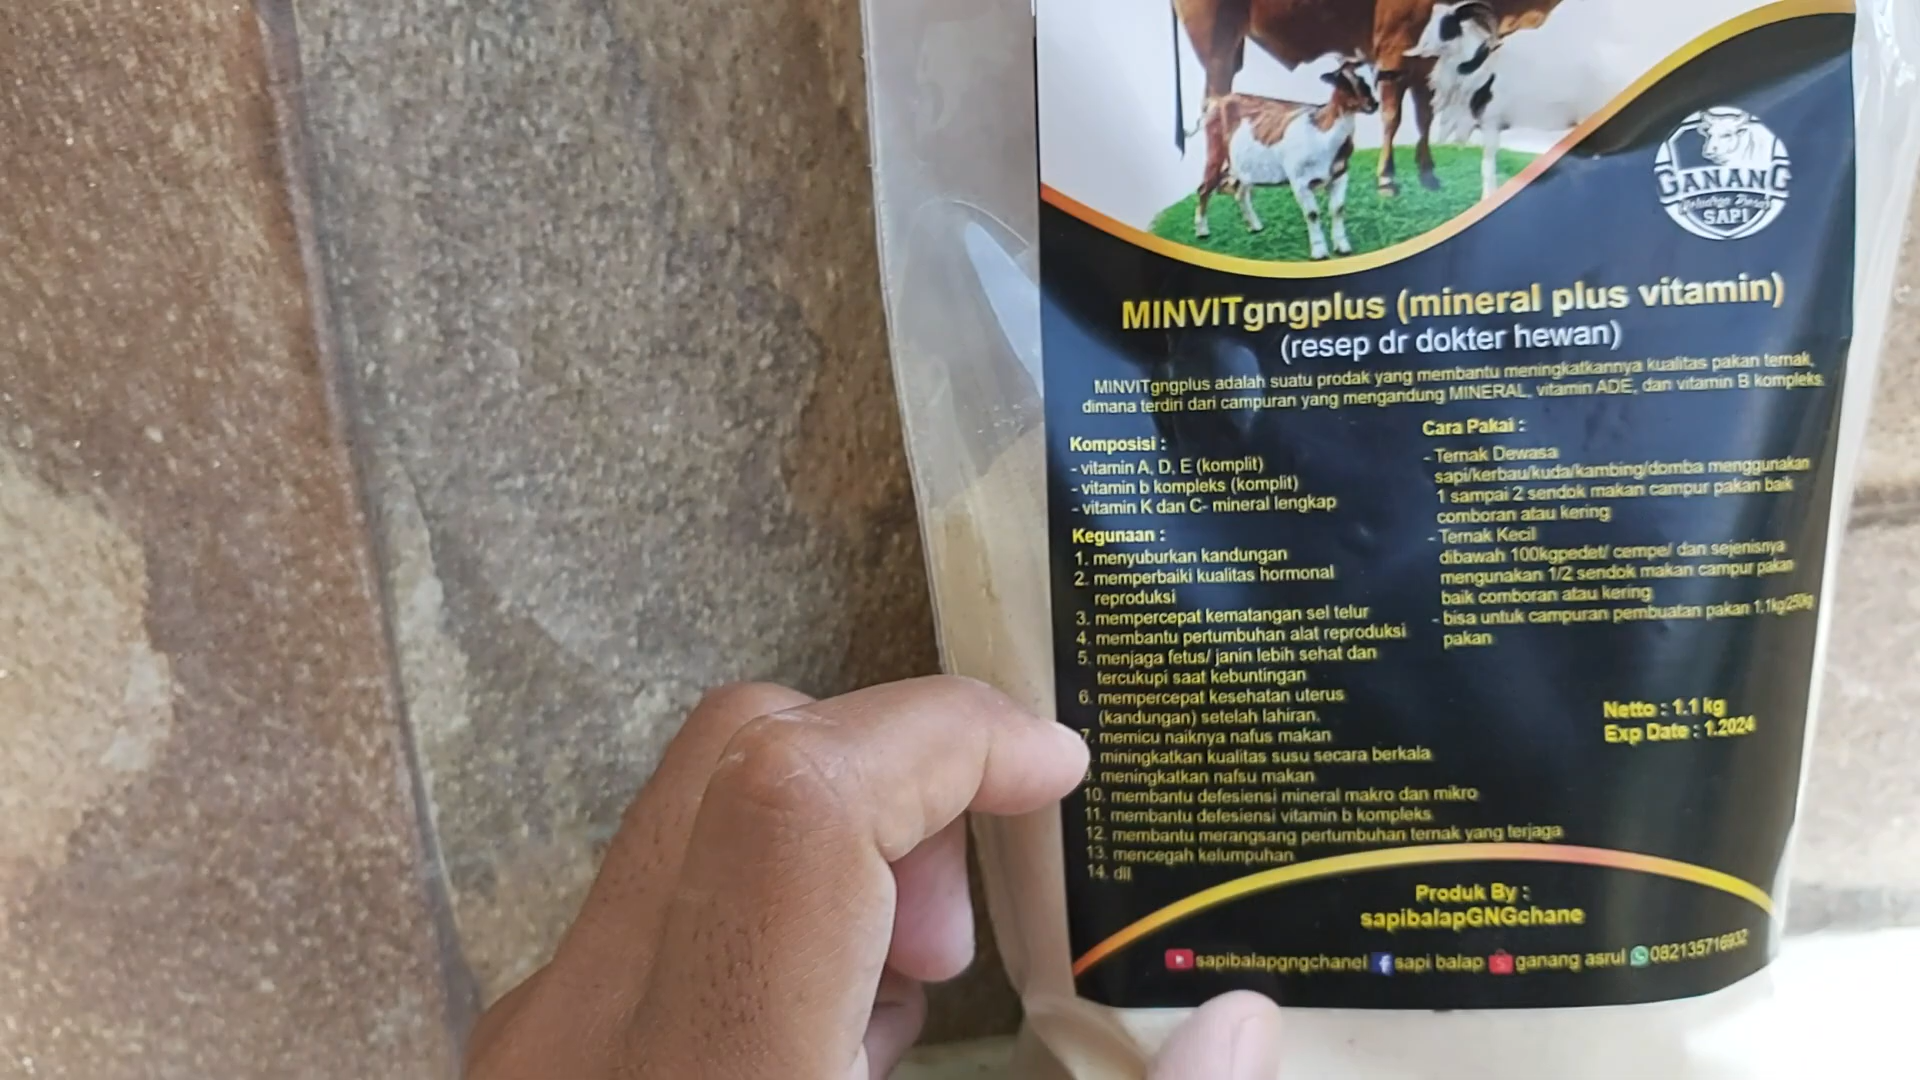 GANANG
SAPI
MINVITgngplus (mineral plus vitamin)
(resep dr dokter hewan)
MINVITgngplus adalah suatu prodak yang membantu meningkatkannya kualitas pakan ternak,
dimana terdiri dari campuran yang mengandung MINERAL, vitamin ADE, dan vitamin B kompleks.
Komposisi :
- vitamin A, D, E (komplit)
- vitamin b kompleks (komplit)
- vitamin K dan C- mineral lengkap
Kegunaan :
1. menyuburkan kandungan
2. memperbaiki kualitas hormonal
reproduksi
3. mempercepat kematangan sel telur
4. membantu pertumbuhan alat reproduksi
5. menjaga fetus/ janin lebih sehat dan
tercukupi saat kebuntingan
6. mempercepat kesehatan uterus
(kandungan) setelah lahiran.
7. memicu naiknya nafus makan
. miningkatkan kualitas susu secara berkala
9. meningkatkan nafsu makan
10. membantu defesiensi mineral makro dan mikro
11. membantu defesiensi vitamin b kompleks
12. membantu merangsang pertumbuhan ternak yang terjaga
13. mencegah kelumpuhan
14. dll
Cara Pakai :
- Ternak Dewasa
sapi/kerbau/kuda/kambing/domba menggunakan
1 sampai 2 sendok makan campur pakan baik
comboran atau kering
- Ternak Kecil
dibawah 100kgpedet/ cempe/ dan sejenisnya
mengunakan 1/2 sendok makan campur pakan
baik comboran atau kering
- bisa untuk campuran pembuatan pakan 1.1kg/250kg
pakan
Netto : 1.1 kg
Exp Date : 1.2024
Produk By :
sapibalapGNGchane
sapibalapgngchanel sapi balap ganang asrul 082135716932